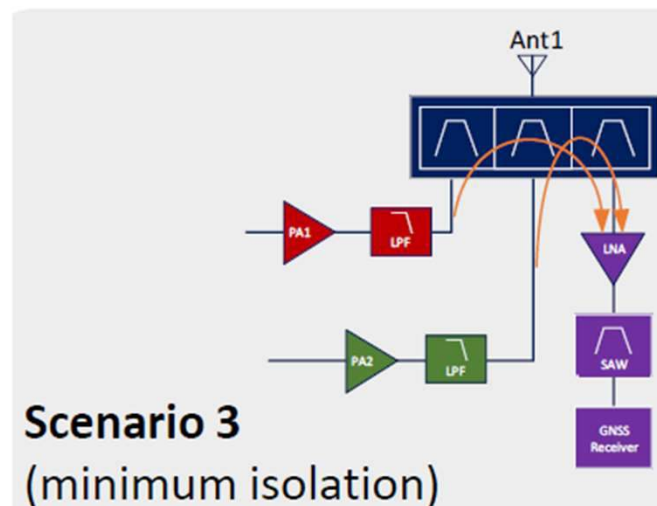 Ant1
PA1
LPF
LNA
PA2
LPF
SAW
GNSS
Receiver
Scenario 3
(minimum isolation)